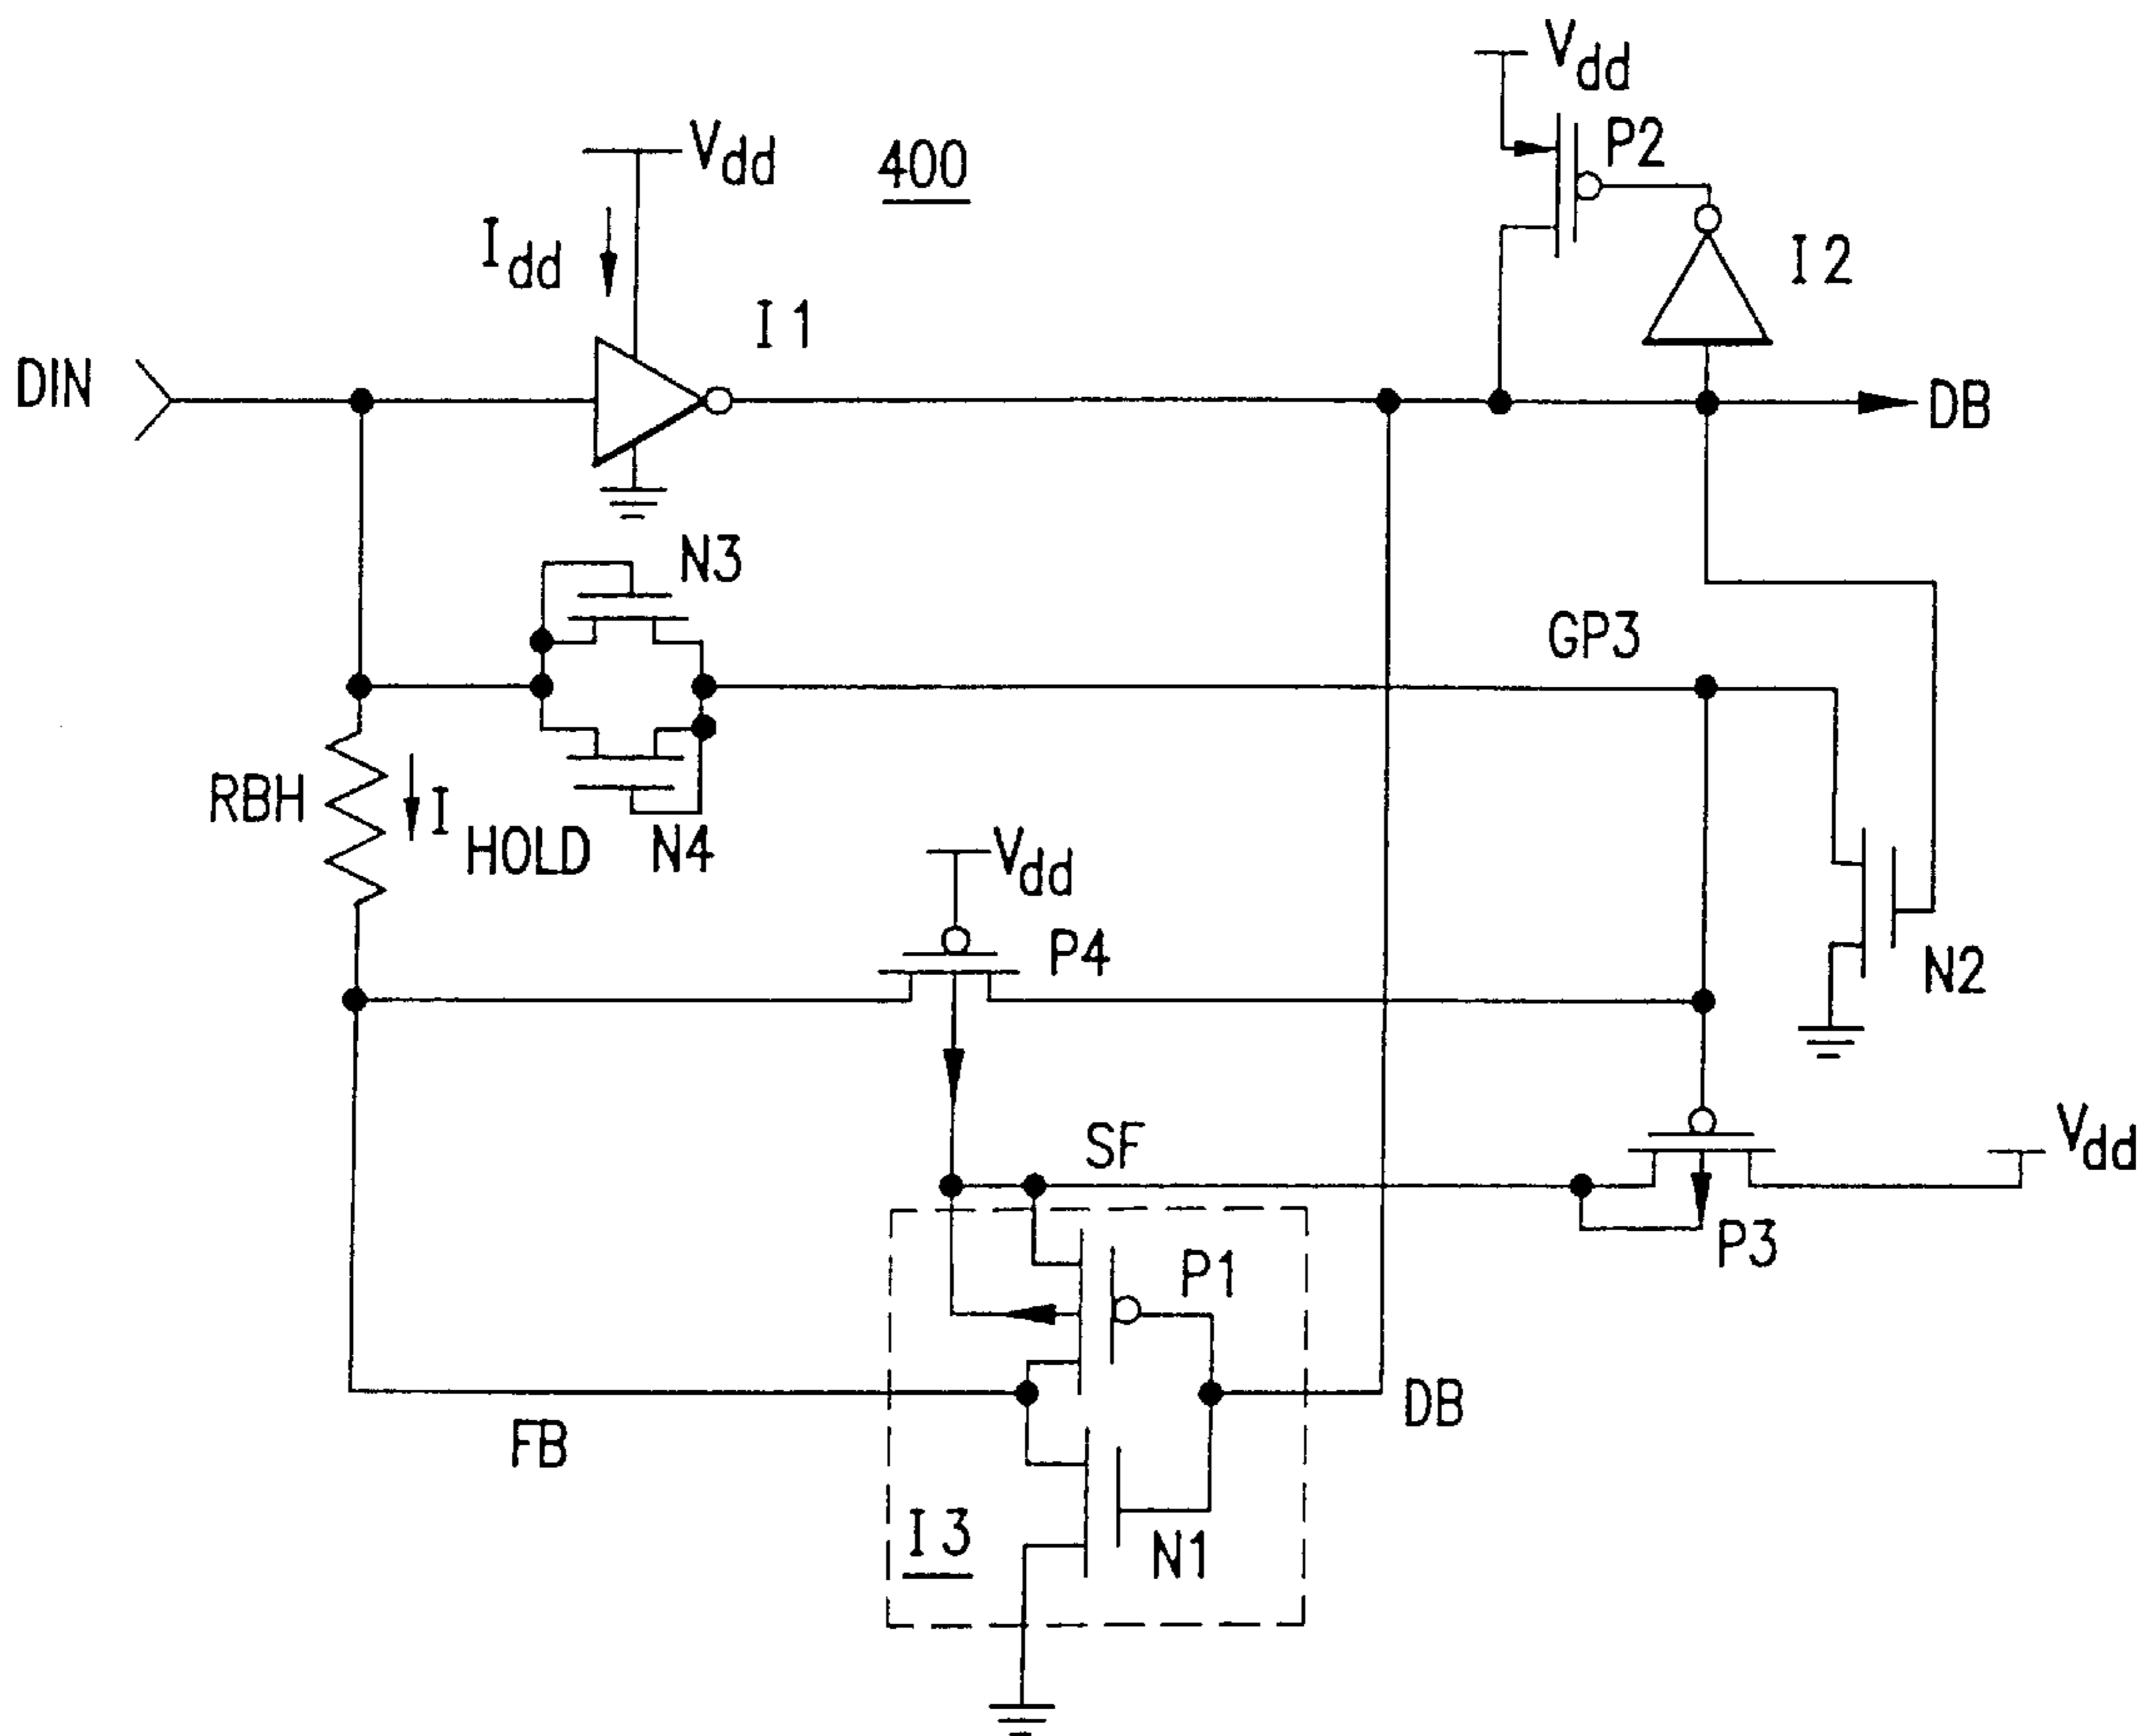 Vdd
P2
Vdd
400
Idd
I2
I1
DIN
DB
N3
GP3
RBH
I HOLD
N4
Vdd
P4
N2
SF
Vdd
P3
P1
DB
FB
I3
N1